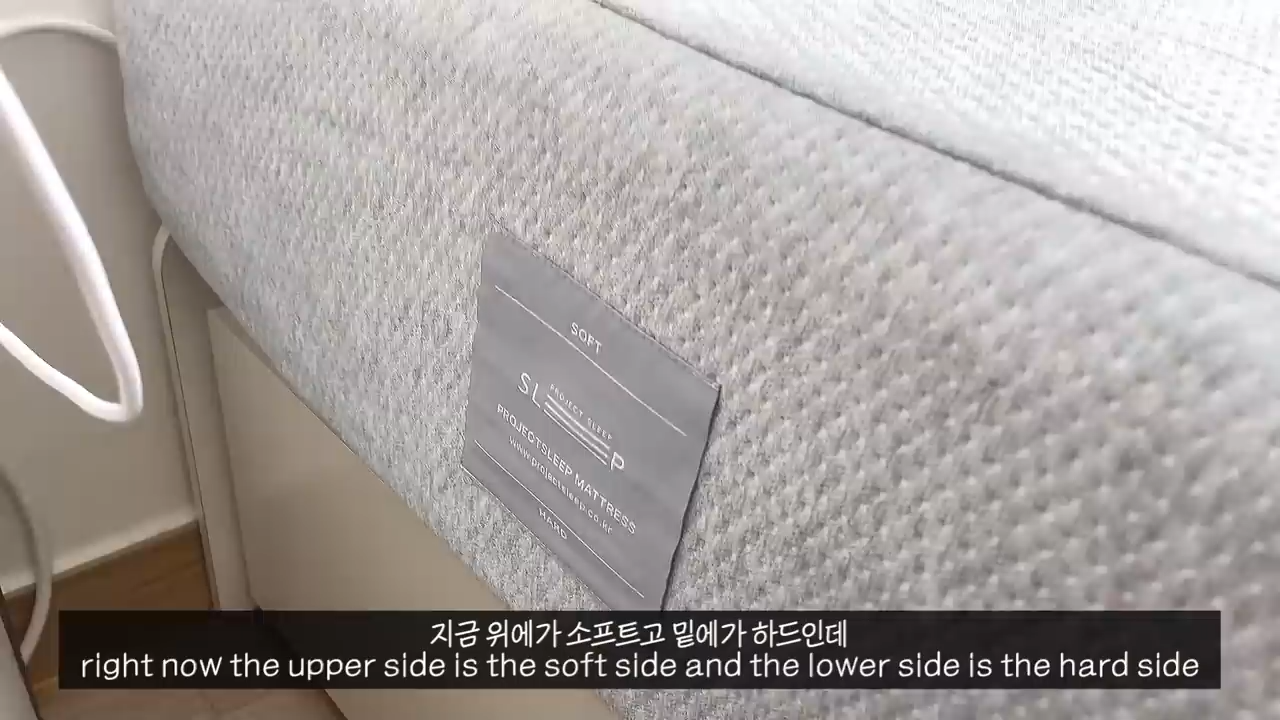 SOFT
PROJECT SLEEP
SLEEP
PROJECTSLEEP MATTRESS
www.projectsleep.co.kr
HARD
지금 위에가 소프트고 밑에가 하드인데
right now the upper side is the soft side and the lower side is the hard side